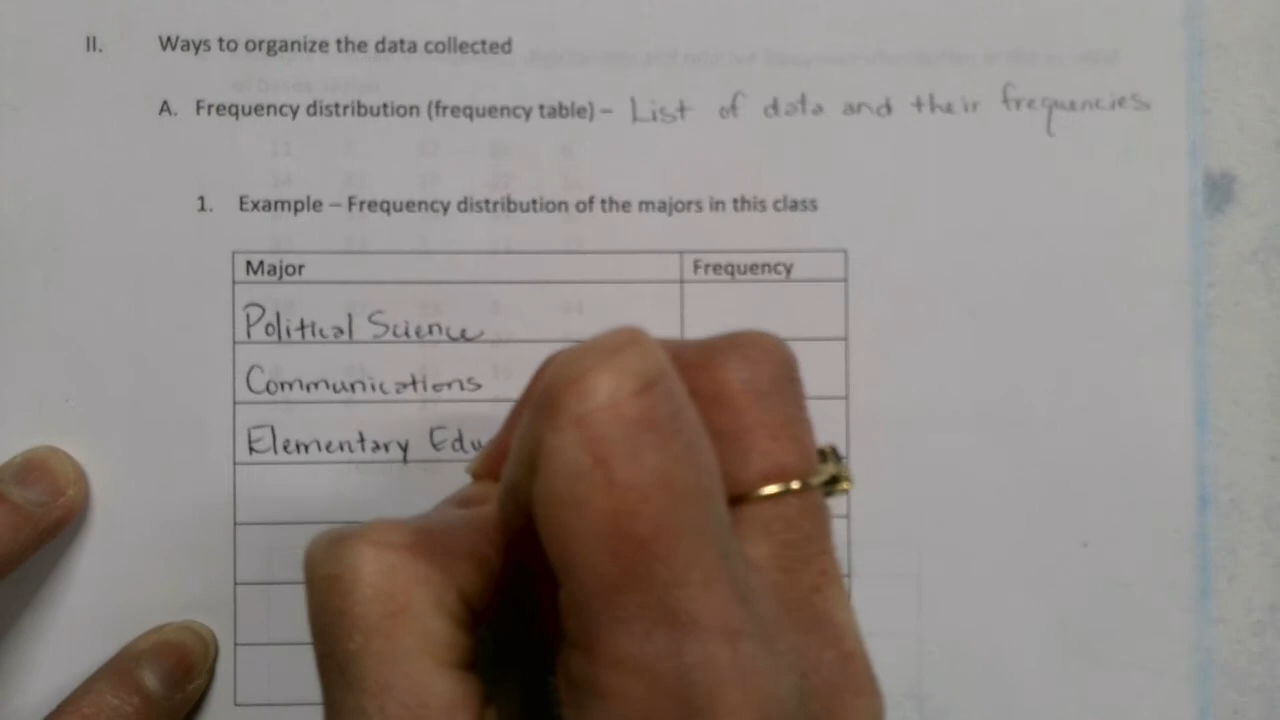 II. Ways to organize the data collected
A. Frequency distribution (frequency table) – List of data and their frequencies
1. Example – Frequency distribution of the majors in this class
Major Frequency
Political Science
Communications
Elementary Edu